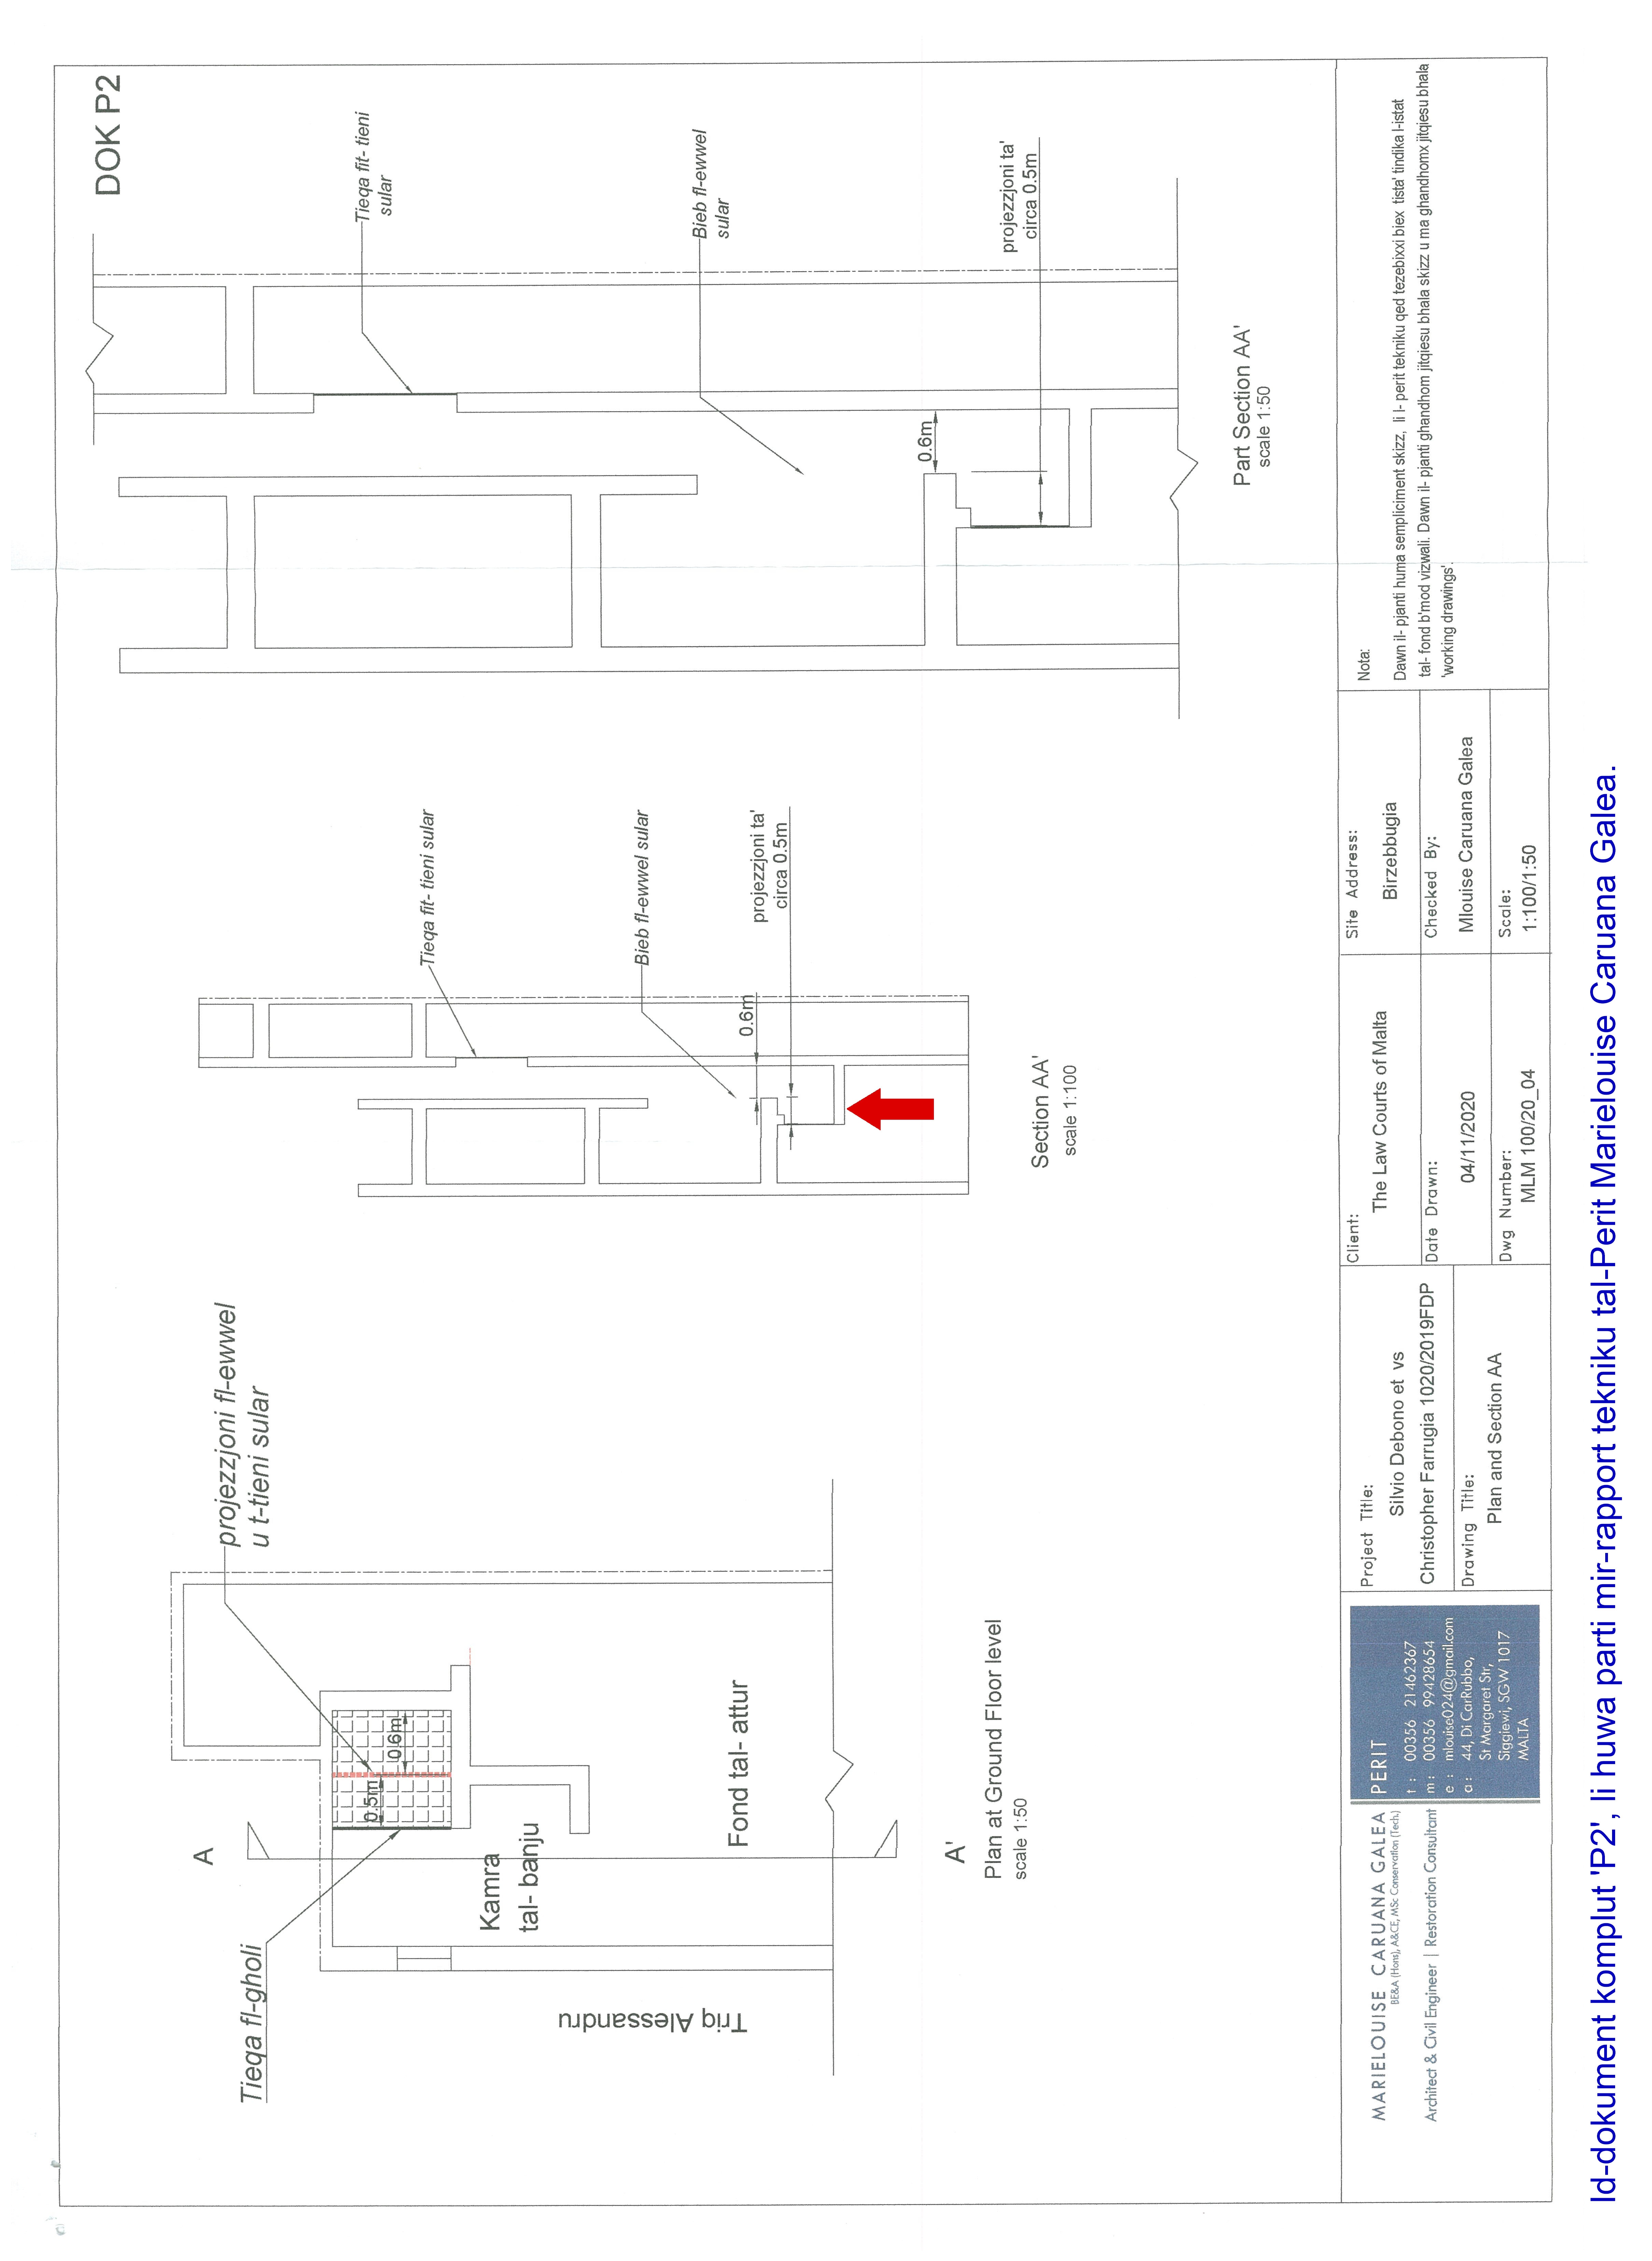 DOK P2
projezzjoni fl-ewwel
u t-tieni sular
Tieqa fl-gholi
A
0.5m
0.6m
Kamra
tal- banju
Fond tal- attur
Triq Alessandru
A'
Plan at Ground Floor level
scale 1:50
Tieqa fit- tieni sular
Bieb fl-ewwel sular
projezzjoni ta'
circa 0.5m
0.6m
Section AA'
scale 1:100
Tieqa fit- tieni
sular
Bieb fl-ewwel
sular
projezzjoni ta'
circa 0.5m
0.6m
Part Section AA'
scale 1:50
MARIELOUISE CARUANA GALEA
BE&A (Hons), A&CE, MSc Conservation (Tech.)
Architect & Civil Engineer | Restoration Consultant
PERIT
t : 00356 21462367
m : 00356 99428654
e : mlouise024@gmail.com
a : 44, Di CarRubbo,
St Margaret Str,
Siggiewi, SGW 1017
MALTA
Project Title:
Silvio Debono et vs
Christopher Farrugia 1020/2019FDP
Drawing Title:
Plan and Section AA
Client:
The Law Courts of Malta
Date Drawn:
04/11/2020
Dwg Number:
MLM 100/20_04
Site Address:
Birzebbugia
Checked By:
Mlouise Caruana Galea
Scale:
1:100/1:50
Nota:
Dawn il- pjanti huma sempliciment skizz, li l- perit tekniku qed tezebixxi biex tista' tindika l-istat
tal- fond b'mod vizwali. Dawn il- pjanti ghandhom jitqiesu bhala skizz u ma ghandhomx jitqiesu bhala
'working drawings'.
Id-dokument komplut 'P2', li huwa parti mir-rapport tekniku tal-Perit Marielouise Caruana Galea.